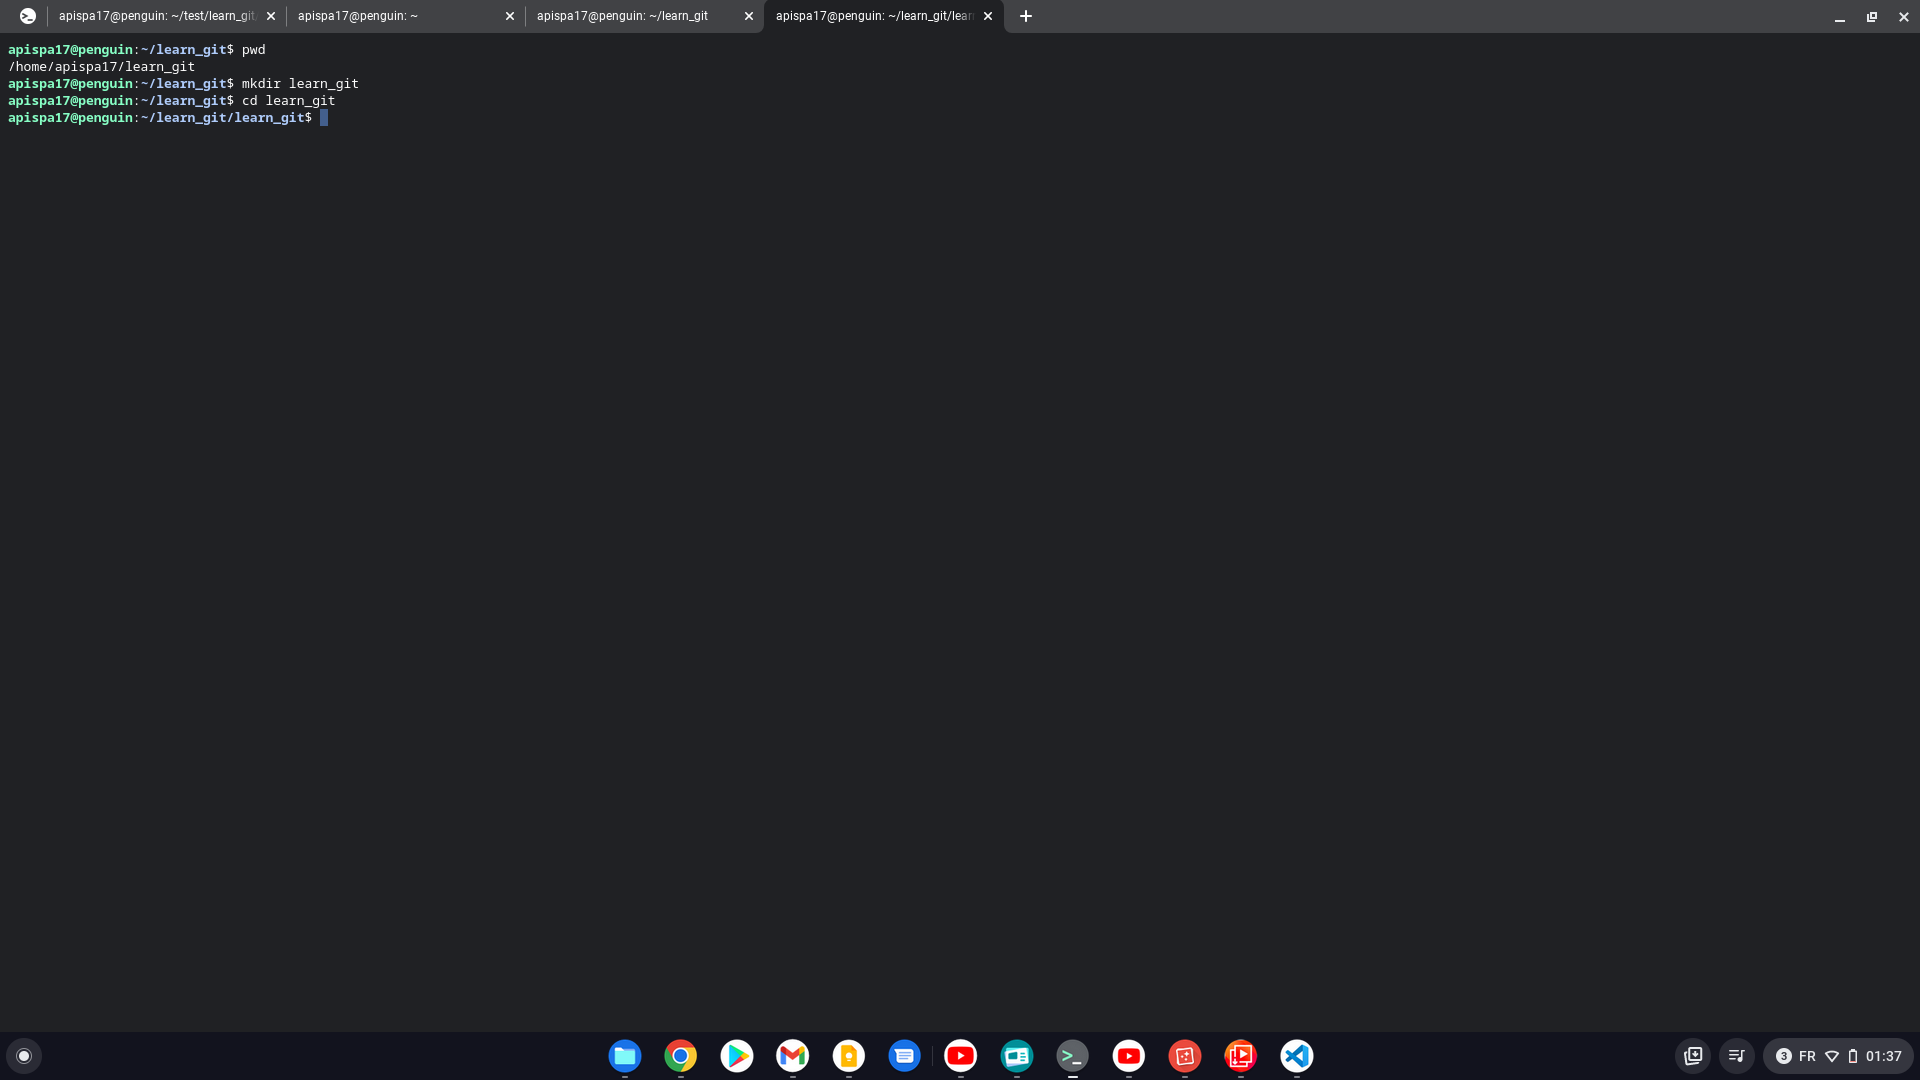 apispa17@penguin: ~/test/learn_git
apispa17@penguin: ~
apispa17@penguin: ~/learn_git
apispa17@penguin: ~/learn_git/lear
apispa17@penguin:~/learn_git$ pwd
/home/apispa17/learn_git
apispa17@penguin:~/learn_git$ mkdir learn_git
apispa17@penguin:~/learn_git$ cd learn_git
apispa17@penguin:~/learn_git/learn_git$
3 FR 01:37